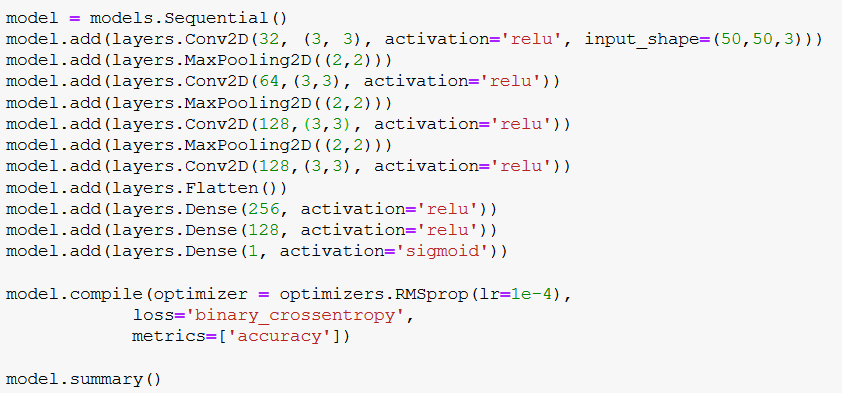 model = models.Sequential()
model.add(layers.Conv2D(32, (3, 3), activation='relu', input_shape=(50,50,3)))
model.add(layers.MaxPooling2D((2,2)))
model.add(layers.Conv2D(64,(3,3), activation='relu'))
model.add(layers.MaxPooling2D((2,2)))
model.add(layers.Conv2D(128,(3,3), activation='relu'))
model.add(layers.MaxPooling2D((2,2)))
model.add(layers.Conv2D(128,(3,3), activation='relu'))
model.add(layers.Flatten())
model.add(layers.Dense(256, activation='relu'))
model.add(layers.Dense(128, activation='relu'))
model.add(layers.Dense(1, activation='sigmoid'))

model.compile(optimizer = optimizers.RMSprop(lr=1e-4),
            loss='binary_crossentropy',
            metrics=['accuracy'])

model.summary()